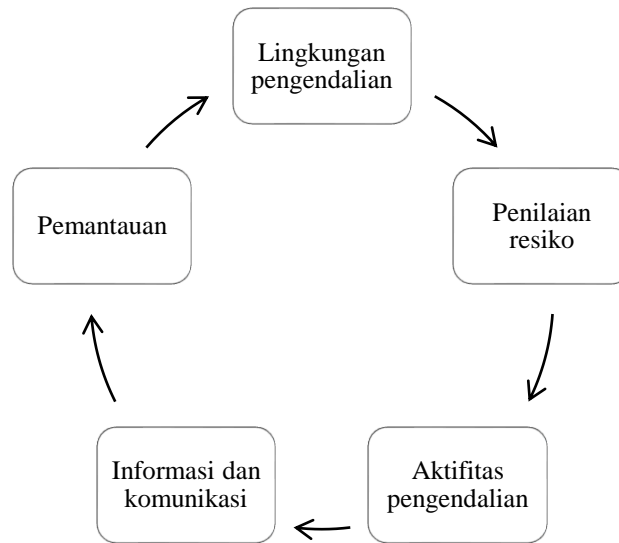 Lingkungan
pengendalian
Penilaian
resiko
Aktifitas
pengendalian
Informasi dan
komunikasi
Pemantauan